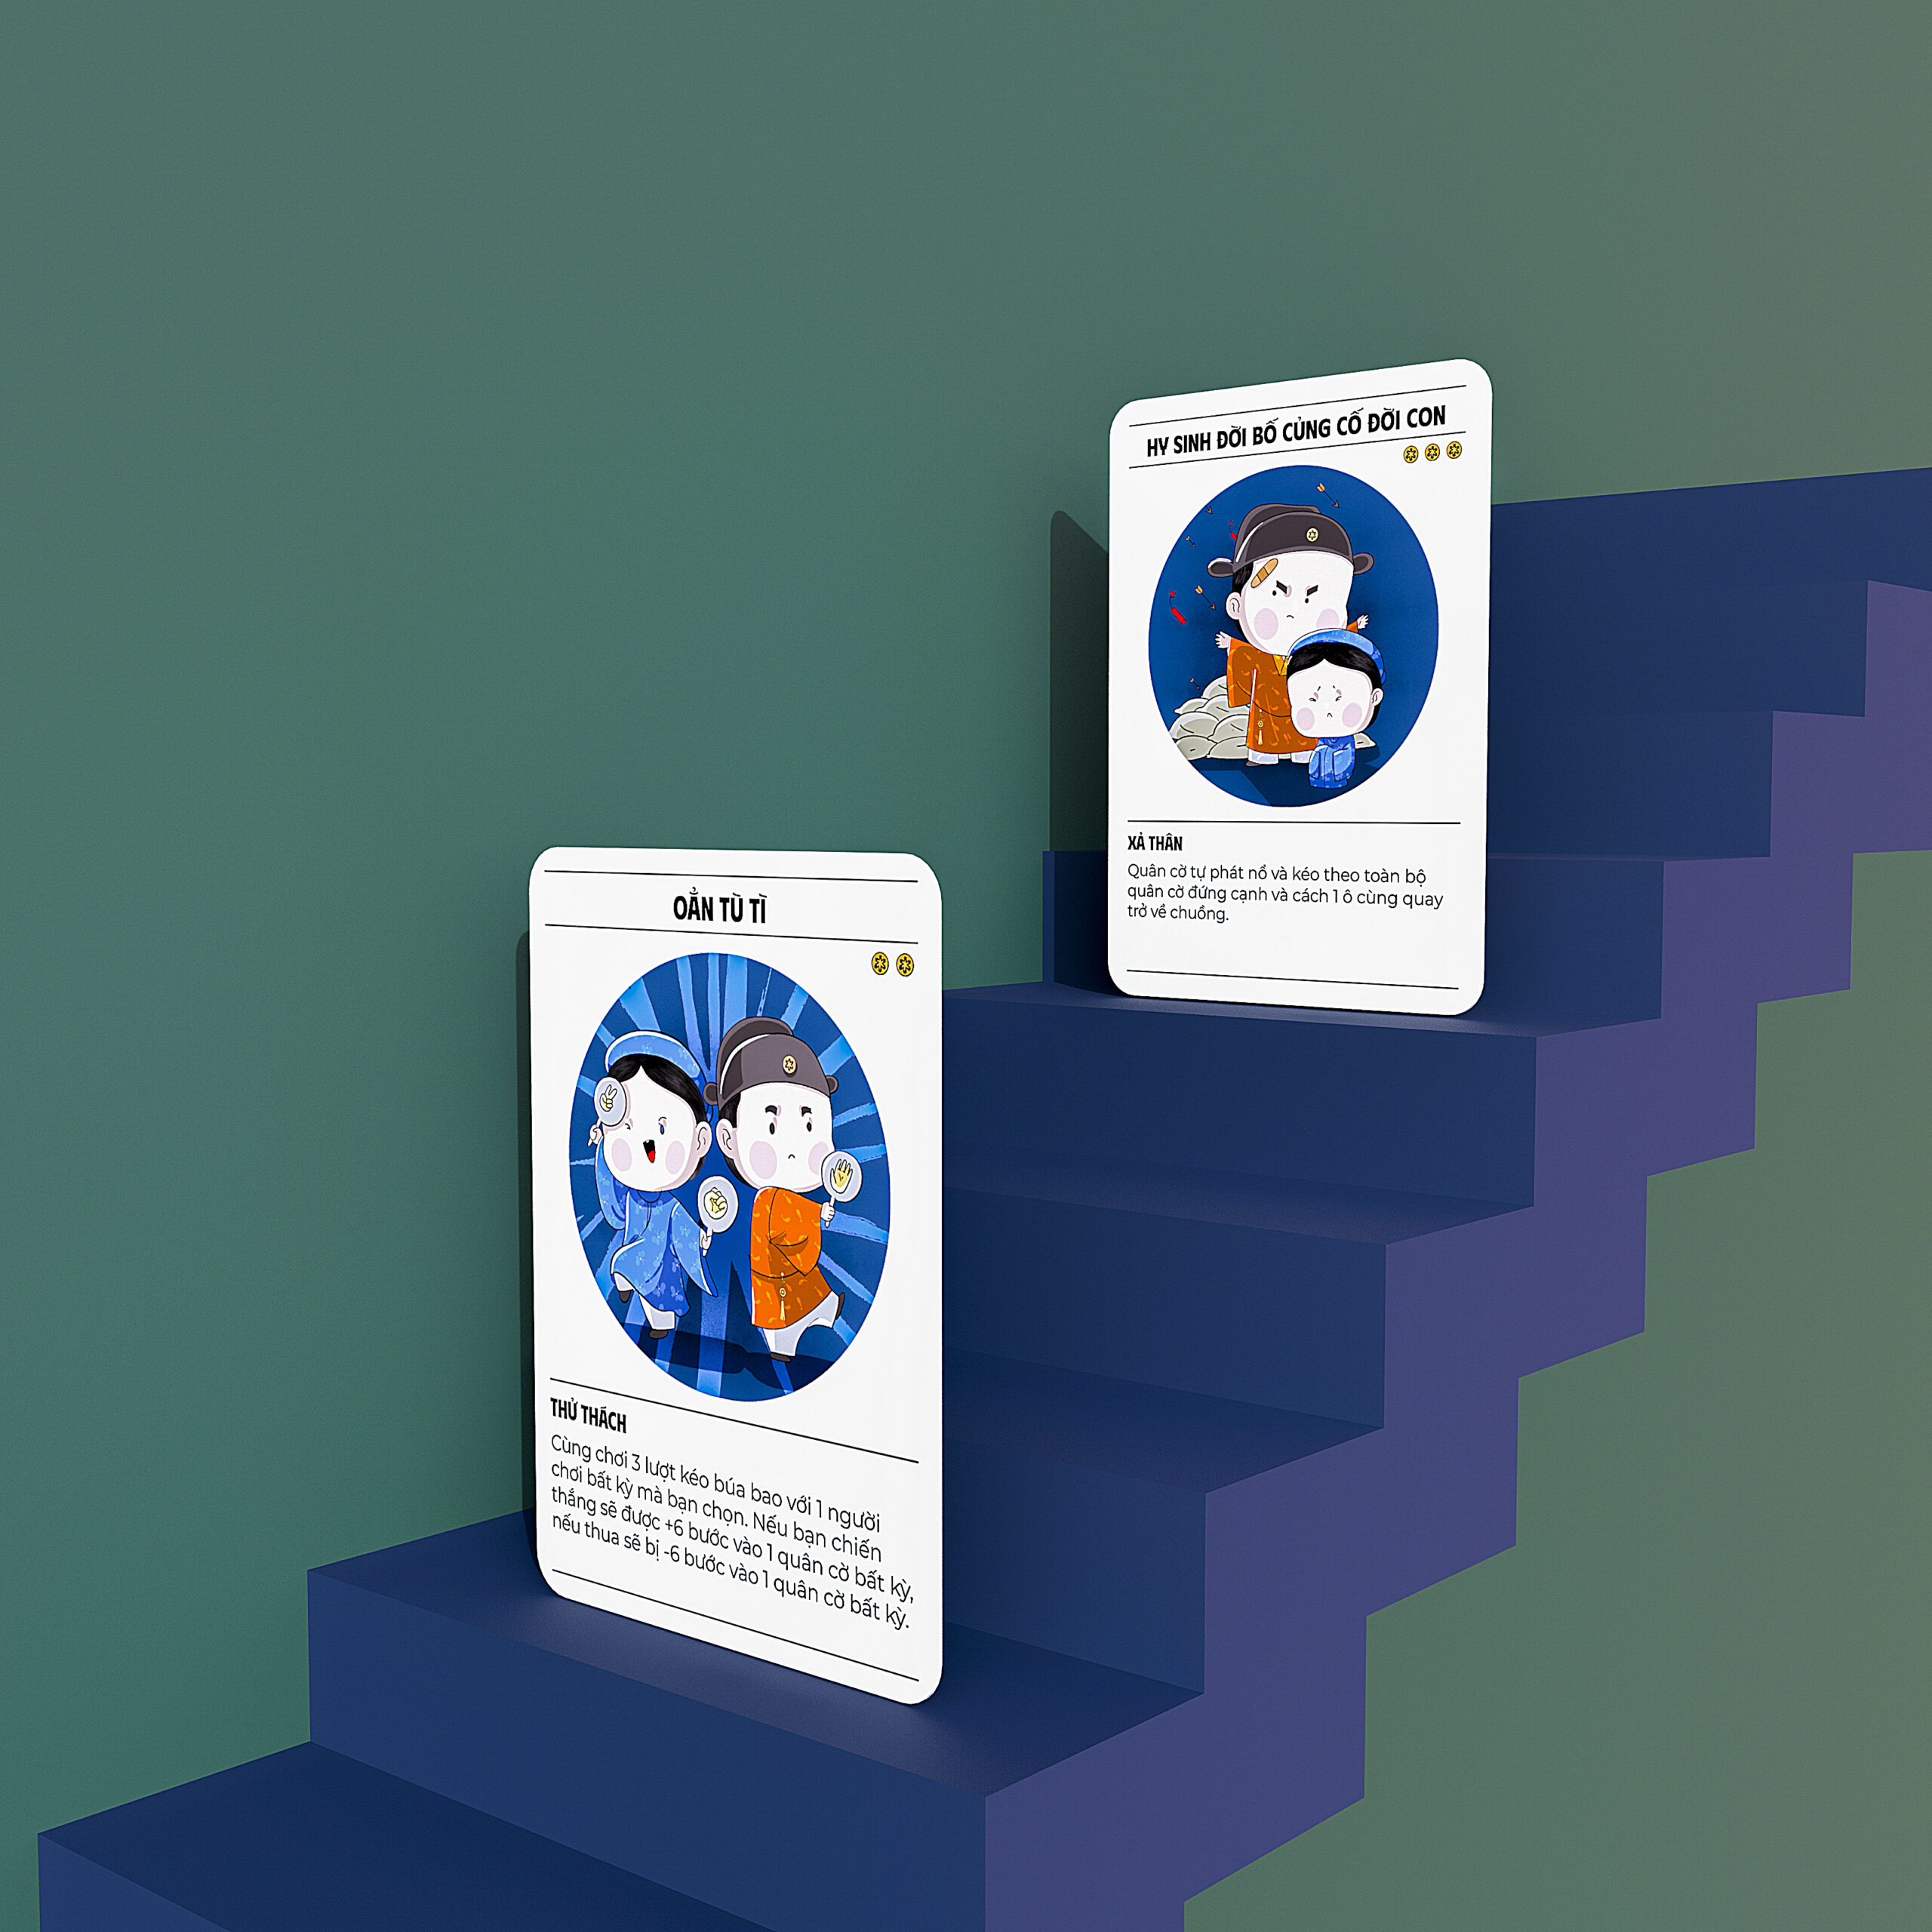 HY SINH ĐỜI BỐ CỦNG CỐ ĐỜI CON
XẢ THÂN
Quân cờ tự phát nổ và kéo theo toàn bộ
quân cờ đứng cạnh và cách 1 ô cùng quay
trở về chuồng.
OẲN TÙ TÌ
THỬ THÁCH
Cùng chơi 3 lượt kéo búa bao với 1 người
chơi bất kỳ mà bạn chọn. Nếu bạn chiến
thắng sẽ được +6 bước vào 1 quân cờ bất kỳ,
nếu thua sẽ bị -6 bước vào 1 quân cờ bất kỳ.